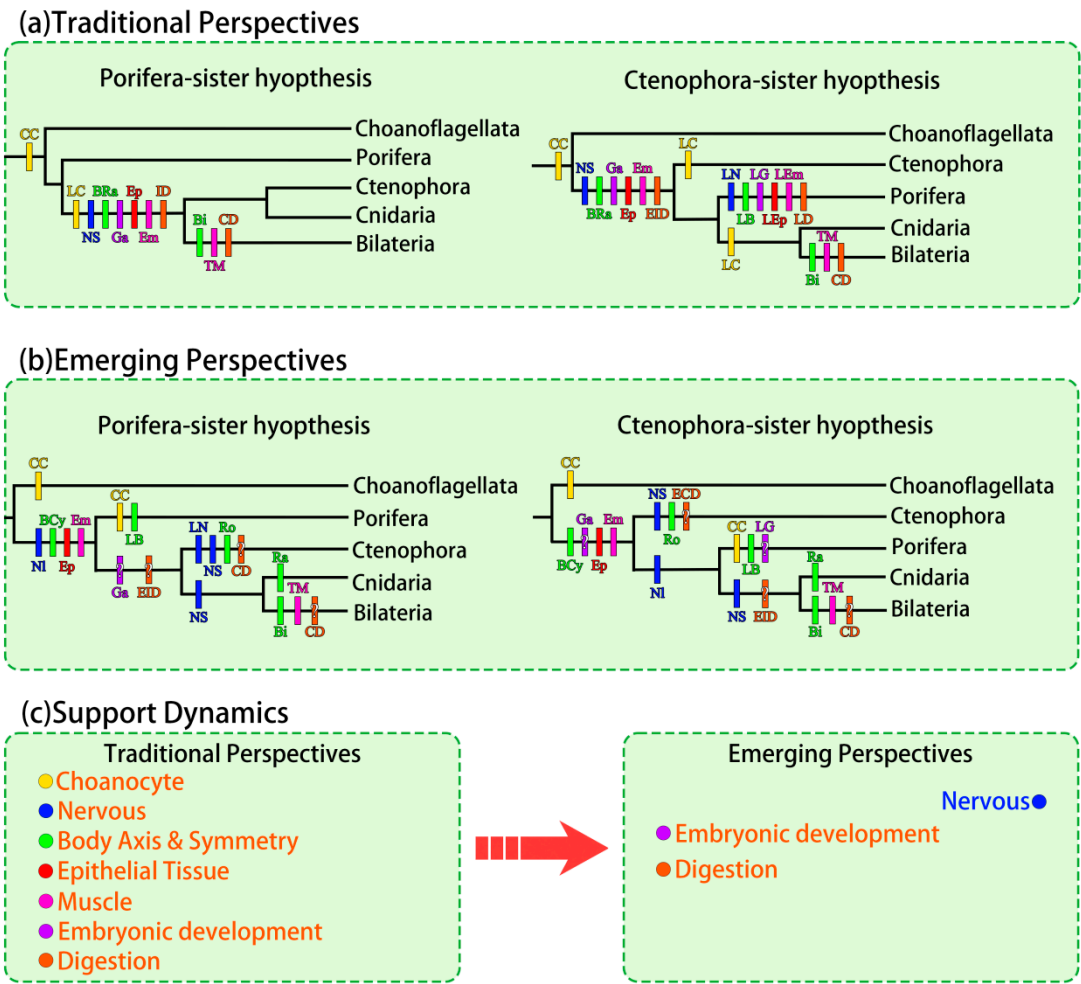 (a)Traditional Perspectives
Porifera-sister hyopthesis
CC
Choanoflagellata
Porifera
LC BRa Ep ID
NS Ga Em
Ctenophora
Cnidaria
Bi CD
TM
Bilateria
Ctenophora-sister hyopthesis
CC
Choanoflagellata
LC
Ctenophora
NS Ga Em
BRa Ep EID
LN LG LEm
LB LEp LD
Porifera
Cnidaria
LC
TM
Bi CD
Bilateria
(b)Emerging Perspectives
Porifera-sister hyopthesis
CC
Choanoflagellata
BCy Em
Nl Ep
CC
LB
Porifera
LN Ro
NS CD
Ctenophora
Ga EID
NS
Ra
Cnidaria
TM
Bi CD
Bilateria
Ctenophora-sister hyopthesis
CC
Choanoflagellata
Ga Em
BCy Ep
NS ECD
Ro
Ctenophora
Nl
CC LG
LB
Porifera
NS EID
Ra
Cnidaria
TM
Bi CD
Bilateria
(c)Support Dynamics
Traditional Perspectives
Choanocyte
Nervous
Body Axis & Symmetry
Epithelial Tissue
Muscle
Embryonic development
Digestion
Emerging Perspectives
Nervous
Embryonic development
Digestion